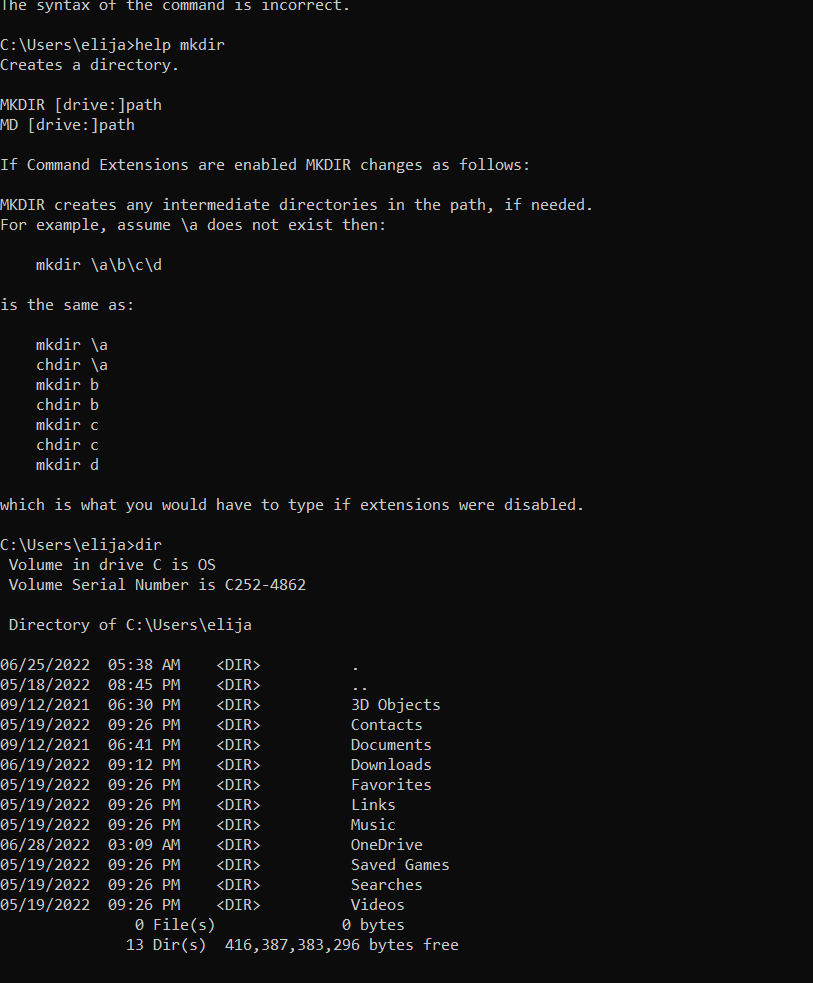 The syntax of the command is incorrect.
C:\Users\elija>help mkdir
Creates a directory.
MKDIR [drive:]path
MD [drive:]path
If Command Extensions are enabled MKDIR changes as follows:
MKDIR creates any intermediate directories in the path, if needed.
For example, assume \a does not exist then:
mkdir \a\b\c\d
is the same as:
mkdir \a
chdir \a
mkdir b
chdir b
mkdir c
chdir c
mkdir d
which is what you would have to type if extensions were disabled.
C:\Users\elija>dir
Volume in drive C is OS
Volume Serial Number is C252-4862
Directory of C:\Users\elija
06/25/2022  05:38 AM    <DIR>          .
05/18/2022  08:45 PM    <DIR>          ..
09/12/2021  06:30 PM    <DIR>          3D Objects
05/19/2022  09:26 PM    <DIR>          Contacts
09/12/2021  06:41 PM    <DIR>          Documents
06/19/2022  09:12 PM    <DIR>          Downloads
05/19/2022  09:26 PM    <DIR>          Favorites
05/19/2022  09:26 PM    <DIR>          Links
05/19/2022  09:26 PM    <DIR>          Music
06/28/2022  03:09 AM    <DIR>          OneDrive
05/19/2022  09:26 PM    <DIR>          Saved Games
05/19/2022  09:26 PM    <DIR>          Searches
05/19/2022  09:26 PM    <DIR>          Videos
0 File(s)              0 bytes
13 Dir(s)  416,387,383,296 bytes free